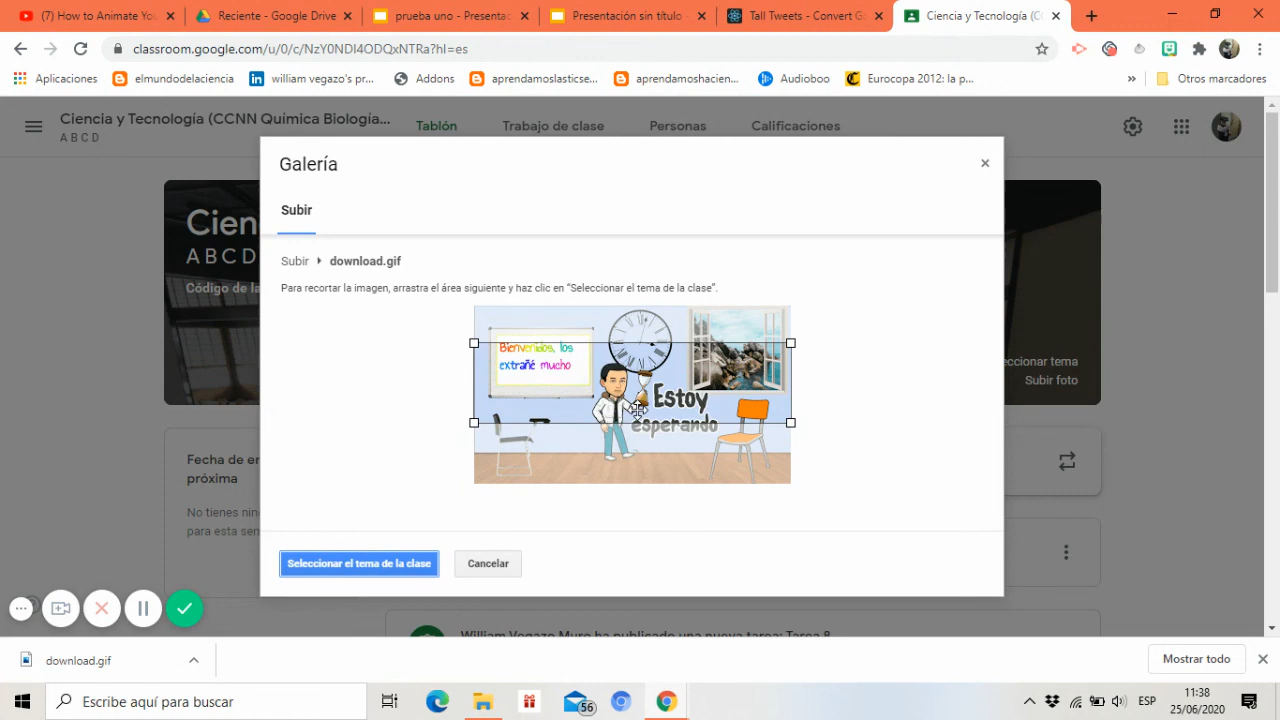 How to Animate You
Reciente - Google Drive
prueba uno - Presentac
Presentación sin título -
Tall Tweets - Convert G
Ciencia y Tecnología (C
classroom.google.com/u/0/c/NzY0NDI4ODQxNTRa?hl=es
Aplicaciones
elmundodelaciencia
william vegazo's pr...
Addons
aprendamoslasticse...
aprendamoshacien...
Audioboo
Eurocopa 2012: la p...
»
Otros marcadores
Ciencia y Tecnología (CCNN Química Biología...
A B C D
Tablón
Trabajo de clase
Personas
Calificaciones
Galería
Subir
Subir
download.gif
Para recortar la imagen, arrastra el área siguiente y haz clic en “Seleccionar el tema de la clase”.
Bienvenidos, los
extrañé mucho
Estoy
esperando
Cien
A B C D
Código de la
ccionar tema
Subir foto
Fecha de en
próxima
No tienes nin
para esta sem
Seleccionar el tema de la clase
Cancelar
William Vegazo Muro ha publicado una nueva tarea: Tarea 8
download.gif
Mostrar todo
Escribe aquí para buscar
56
ESP
11:38
25/06/2020